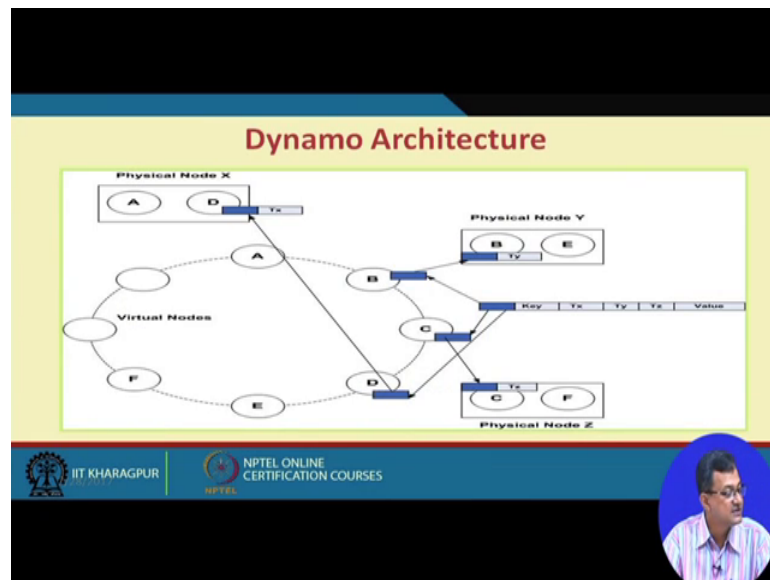 Dynamo Architecture
Physical Node X
A D
Tx
Physical Node Y
B E
Ty
A
B
Key Tx Ty Tz Value
Virtual Nodes
C
F
D
E
Tz
C F
Physical Node Z
IIT KHARAGPUR
NPTEL
NPTEL ONLINE
CERTIFICATION COURSES